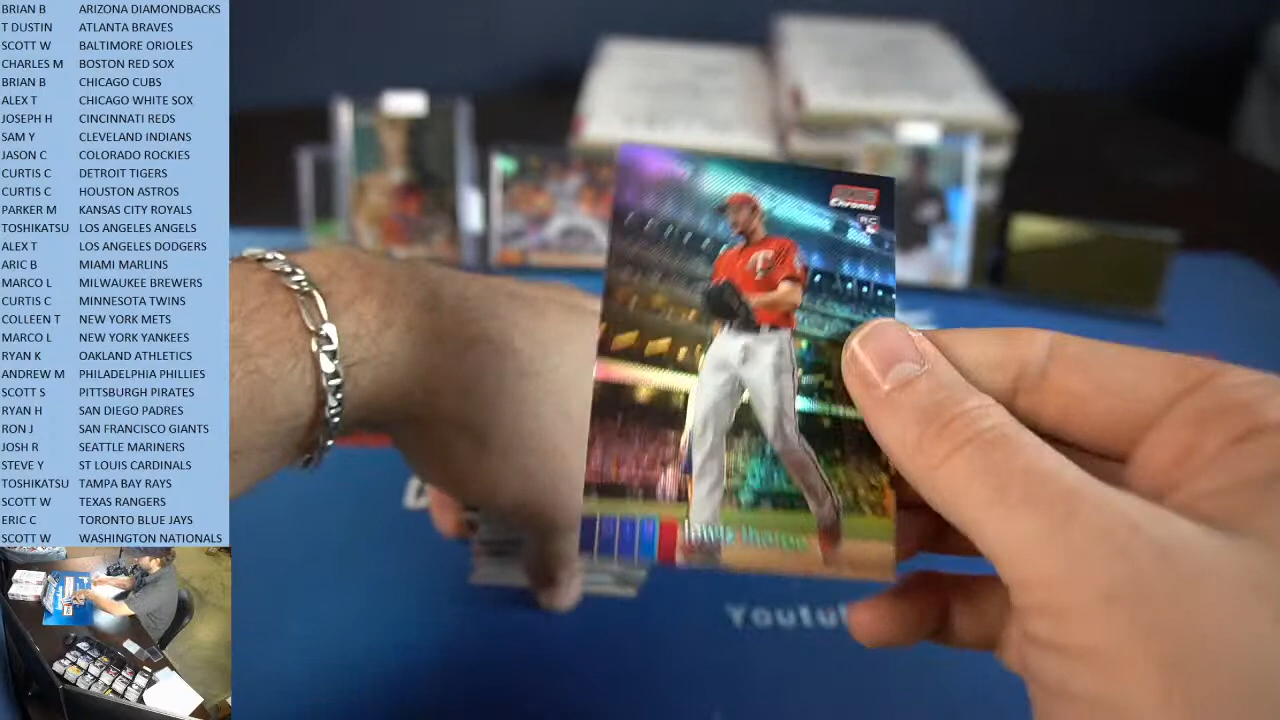 BRIAN B ARIZONA DIAMONDBACKS
T DUSTIN ATLANTA BRAVES
SCOTT W BALTIMORE ORIOLES
CHARLES M BOSTON RED SOX
BRIAN B CHICAGO CUBS
ALEX T CHICAGO WHITE SOX
JOSEPH H CINCINNATI REDS
SAM Y CLEVELAND INDIANS
JASON C COLORADO ROCKIES
CURTIS C DETROIT TIGERS
CURTIS C HOUSTON ASTROS
PARKER M KANSAS CITY ROYALS
TOSHIKATSU LOS ANGELES ANGELS
ALEX T LOS ANGELES DODGERS
ARIC B MIAMI MARLINS
MARCO L MILWAUKEE BREWERS
CURTIS C MINNESOTA TWINS
COLLEEN T NEW YORK METS
MARCO L NEW YORK YANKEES
RYAN K OAKLAND ATHLETICS
ANDREW M PHILADELPHIA PHILLIES
SCOTT S PITTSBURGH PIRATES
RYAN H SAN DIEGO PADRES
RON J SAN FRANCISCO GIANTS
JOSH R SEATTLE MARINERS
STEVE Y ST LOUIS CARDINALS
TOSHIKATSU TAMPA BAY RAYS
SCOTT W TEXAS RANGERS
ERIC C TORONTO BLUE JAYS
SCOTT W WASHINGTON NATIONALS
Chrome
RC
T
Youtu